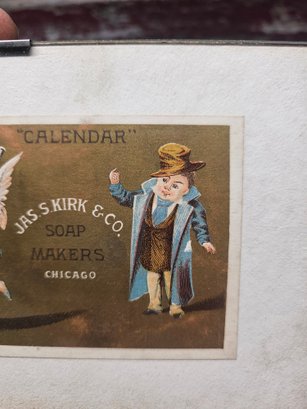 "CALENDAR"
JAS. S. KIRK & CO.
SOAP
MAKERS
CHICAGO